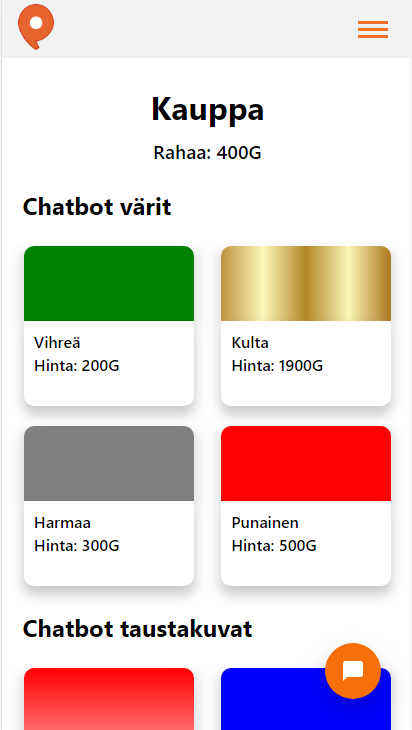 Kauppa
Rahaa: 400G
Chatbot värit
Vihreä
Hinta: 200G
Kulta
Hinta: 1900G
Harmaa
Hinta: 300G
Punainen
Hinta: 500G
Chatbot taustakuvat